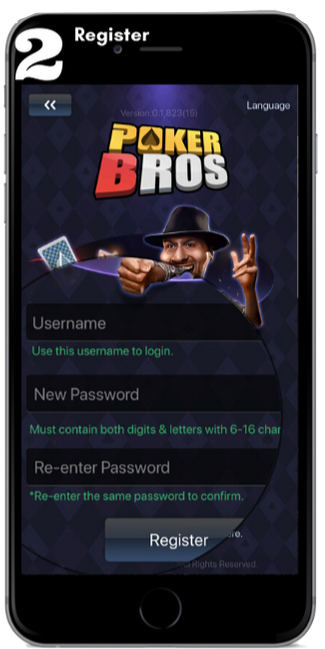 2
Register
«
Version:0.1.823(15)
Language
POKER
BROS
Username
Use this username to login.
New Password
Must contain both digits & letters with 6-16 char
Re-enter Password
*Re-enter the same password to confirm.
Register
Rights Reserved.